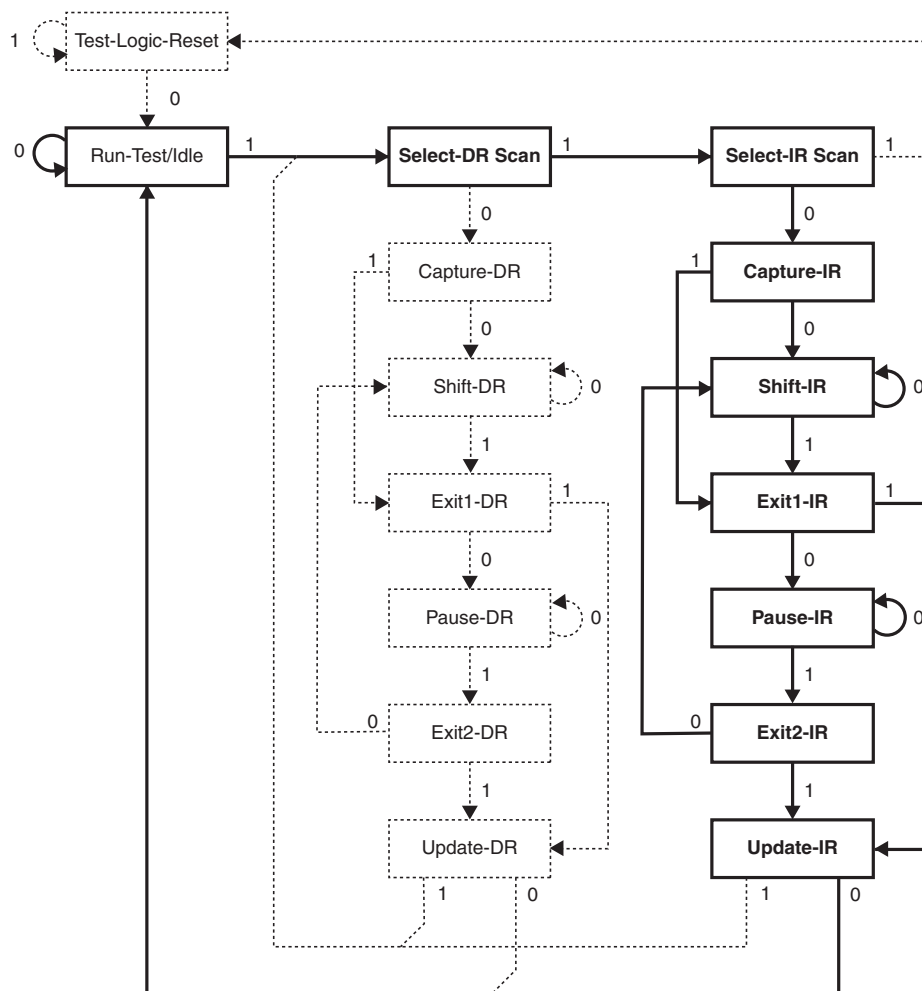 1
Test-Logic-Reset
0
0
Run-Test/Idle
1
Select-DR Scan
1
Select-IR Scan
1
0
0
1
Capture-DR
1
Capture-IR
0
0
Shift-DR
0
Shift-IR
0
1
1
Exit1-DR
1
Exit1-IR
1
0
0
Pause-DR
0
Pause-IR
0
1
1
0
Exit2-DR
0
Exit2-IR
1
1
Update-DR
Update-IR
1
0
1
0